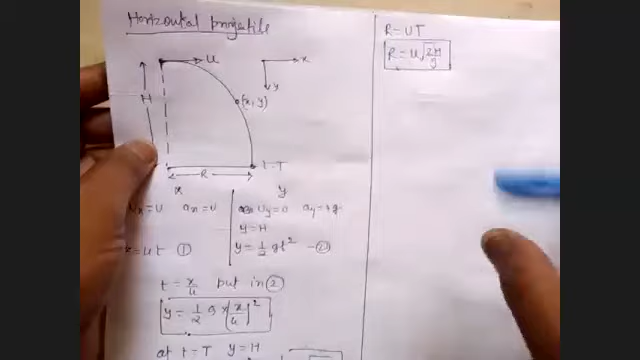 Horizontal projectile
u
x
y
H
(x, y)
t=T
R
x
y
Ux=U ax=0
Uy=0 ay=+g
y=H
x=ut ①
y=1/2 gt² -②
t=x/u put in ②
y=1/2 g×(x/u)²
at t=T y=H
R=UT
R=U√(2H/g)